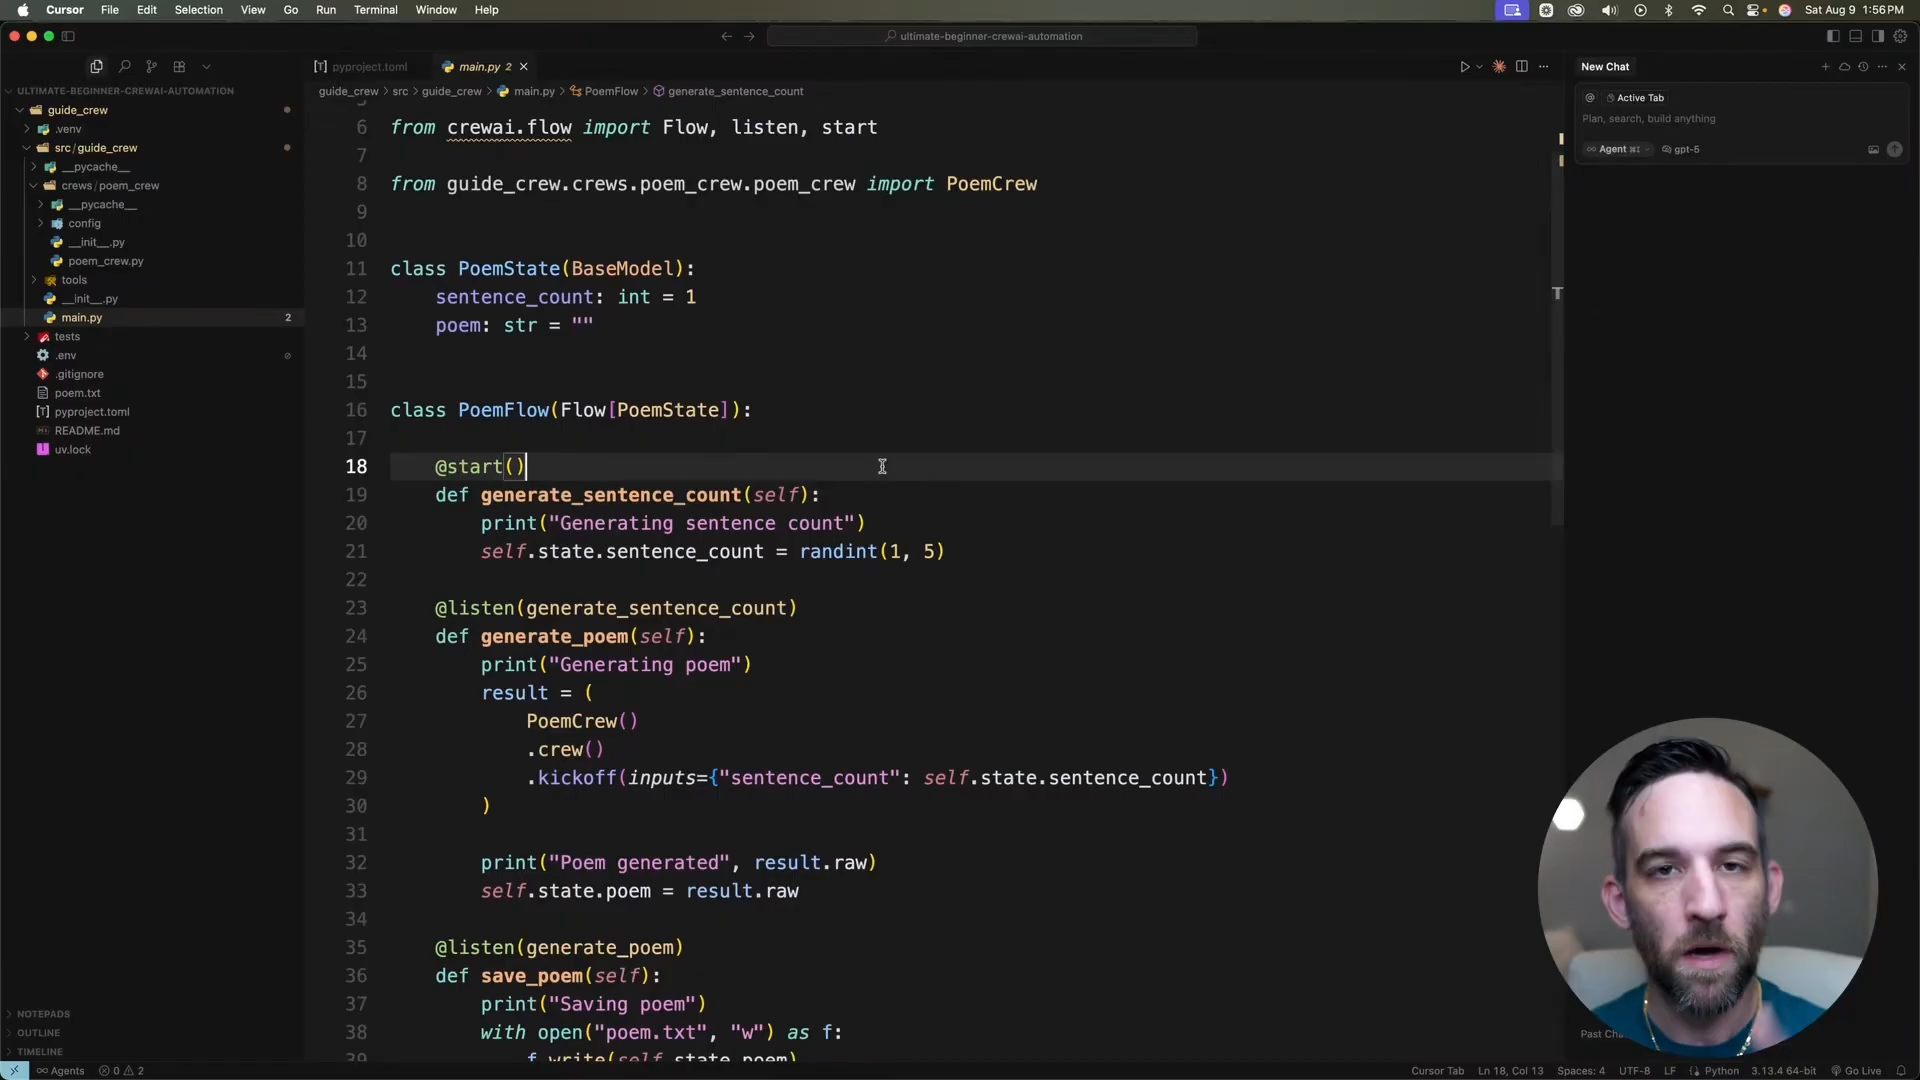 Cursor File Edit Selection View Go Run Terminal Window Help
Sat Aug 9 1:56 PM
ultimate-beginner-crewai-automation
pyproject.toml
main.py 2
New Chat
ULTIMATE-BEGINNER-CREWAI-AUTOMATION
guide_crew
.venv
src/guide_crew
__pycache__
crews/poem_crew
__pycache__
config
__init__.py
poem_crew.py
tools
__init__.py
main.py 2
tests
.env
.gitignore
poem.txt
pyproject.toml
README.md
uv.lock
NOTEPADS
OUTLINE
TIMELINE
guide_crew > src > guide_crew > main.py > PoemFlow > generate_sentence_count
6 from crewai.flow import Flow, listen, start
7
8 from guide_crew.crews.poem_crew.poem_crew import PoemCrew
9
10
11 class PoemState(BaseModel):
12 sentence_count: int = 1
13 poem: str = ""
14
15
16 class PoemFlow(Flow[PoemState]):
17
18 @start()
19 def generate_sentence_count(self):
20 print("Generating sentence count")
21 self.state.sentence_count = randint(1, 5)
22
23 @listen(generate_sentence_count)
24 def generate_poem(self):
25 print("Generating poem")
26 result = (
27 PoemCrew()
28 .crew()
29 .kickoff(inputs={"sentence_count": self.state.sentence_count})
30 )
31
32 print("Poem generated", result.raw)
33 self.state.poem = result.raw
34
35 @listen(generate_poem)
36 def save_poem(self):
37 print("Saving poem")
38 with open("poem.txt", "w") as f:
39 f.write(self.state.poem)
@ Active Tab
Plan, search, build anything
Agent ⌘I gpt-5
Past Cha
Agents 0 2
Cursor Tab Ln 18, Col 13 Spaces: 4 UTF-8 LF Python 3.13.4 64-bit Go Live